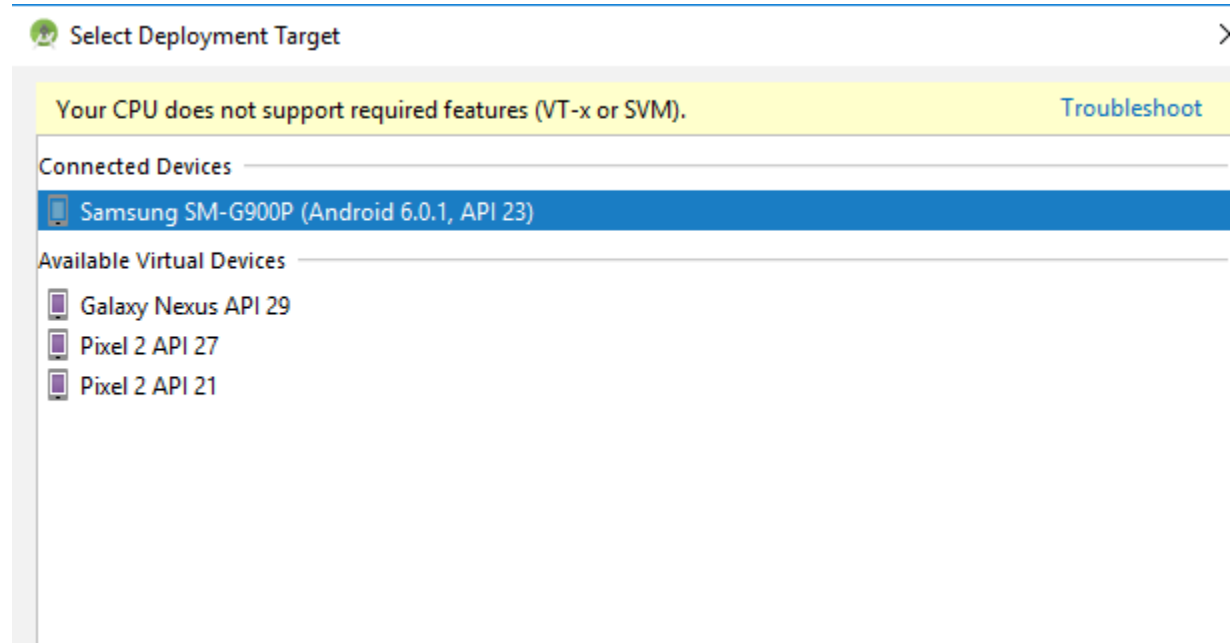 Select Deployment Target
Your CPU does not support required features (VT-x or SVM). Troubleshoot
Connected Devices
Samsung SM-G900P (Android 6.0.1, API 23)
Available Virtual Devices
Galaxy Nexus API 29
Pixel 2 API 27
Pixel 2 API 21